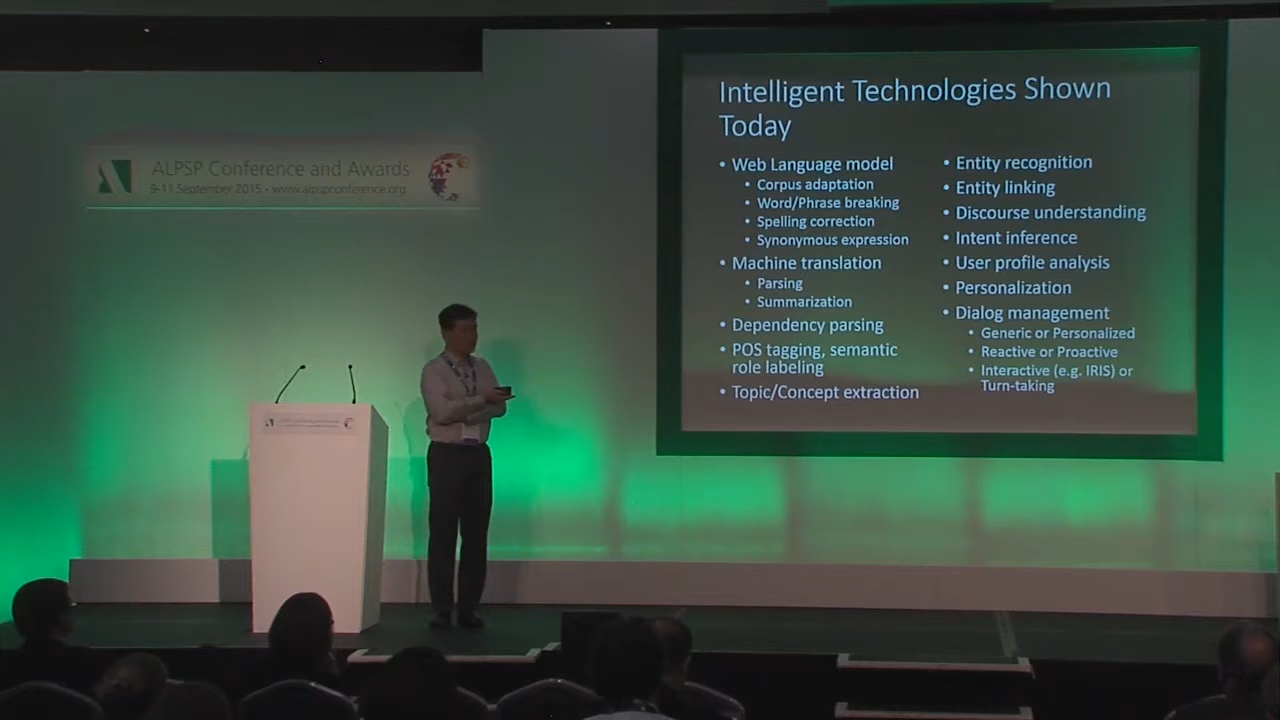 ALPSP Conference and Awards
9-11 September 2015 - www.alpspconference.org
Intelligent Technologies Shown
Today
• Web Language model
• Corpus adaptation
• Word/Phrase breaking
• Spelling correction
• Synonymous expression
• Machine translation
• Parsing
• Summarization
• Dependency parsing
• POS tagging, semantic
role labeling
• Topic/Concept extraction
• Entity recognition
• Entity linking
• Discourse understanding
• Intent inference
• User profile analysis
• Personalization
• Dialog management
• Generic or Personalized
• Reactive or Proactive
• Interactive (e.g. IRIS) or
Turn-taking